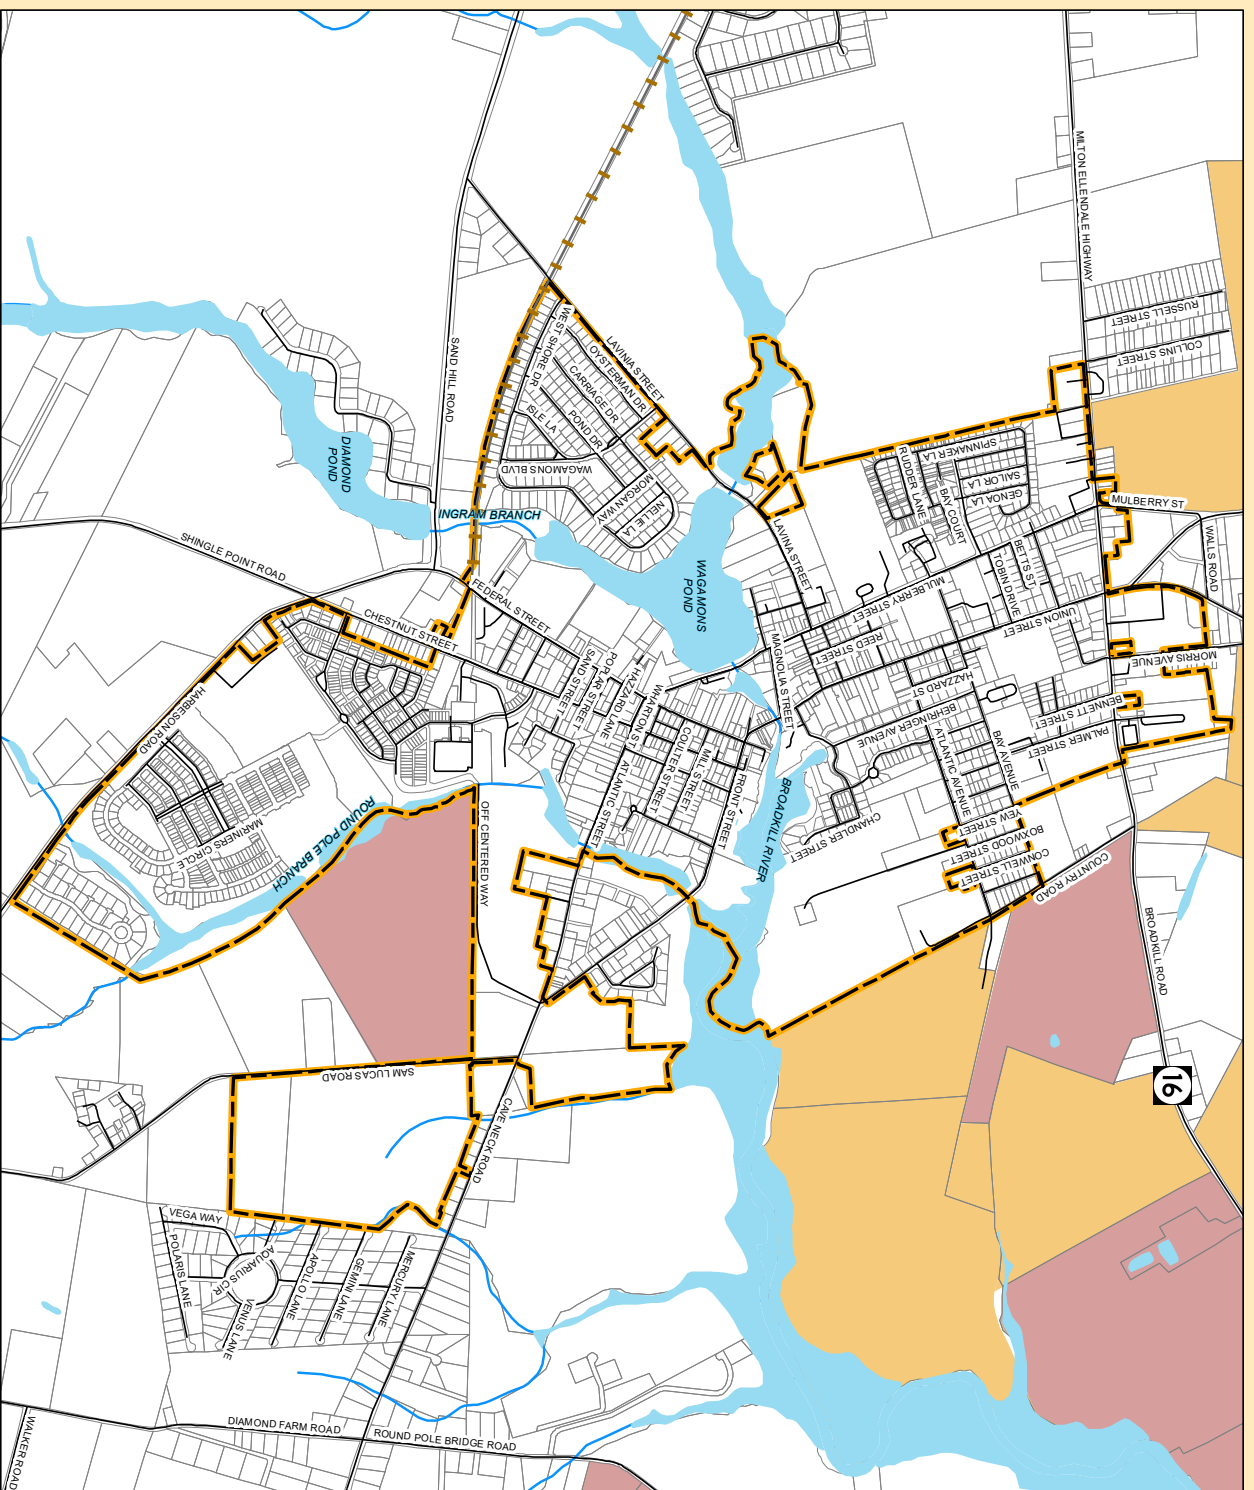 MILTON ELLENDALE HIGHWAY
RUSSELL STREET
COLLINS STREET
SAND HILL ROAD
LAVINIA STREET
WEST SHORE DR
OYSTERMAN DR
CARRIAGE DR
POND DR
ISLE LA
WAGAMONS BLVD
MORGAN WAY
NELLIE LA
DIAMOND
POND
INGRAM BRANCH
SPINNAKER LA
SAILOR LA
GENOA LA
RUDDER LANE
BAY COURT
MULBERRY ST
WALLS ROAD
SHINGLE POINT ROAD
LAVINA STREET
BETTS ST
TOBIN DRIVE
WAGAMONS
POND
FEDERAL STREET
CHESTNUT STREET
MULBERRY STREET
UNION STREET
REED STREET
MAGNOLIA STREET
MORRIS AVENUE
HARBESON ROAD
SAND STREET
POPLAR STREET
HAZZARD LANE
WHARTON ST
HAZZARD ST
BEHRINGER AVENUE
BENNETT STREET
PALMER STREET
BAY AVENUE
ATLANTIC AVENUE
COULTER STREET
MILL STREET
FRONT STREET
ATLANTIC STREET
BROADKILL RIVER
CHANDLER STREET
MARINERS CIRCLE
ROUND POLE BRANCH
OFF CENTERED WAY
YEW STREET
BOXWOOD STREET
CONWELL STREET
COUNTRY ROAD
BROADKILL ROAD
16
SAM LUCAS ROAD
CAVE NECK ROAD
VEGA WAY
POLARIS LANE
AQUARIUS CIR
VENUS LANE
APOLLO LANE
GEMINI LANE
MERCURY LANE
DIAMOND FARM ROAD
ROUND POLE BRIDGE ROAD
WALKER ROAD